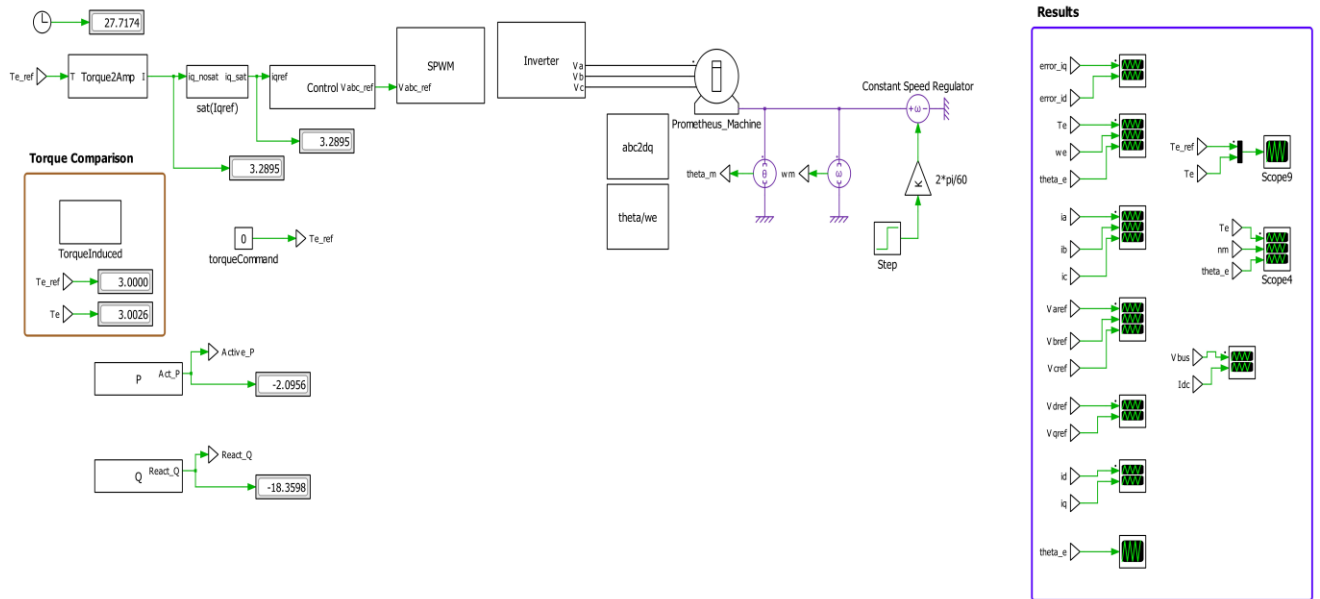 27.7174
Te_ref
T
Torque2Amp
I
iq_nosat
iq_sat
sat(Iqref)
iqref
Control
Vabc_ref
SPWM
Vabc_ref
Inverter
Va
Vb
Vc
Prometheus_Machine
Constant Speed Regulator
+ω−
3.2895
3.2895
abc2dq
theta/we
theta_m
θ
wm
ω
K
2*pi/60
Step
Torque Comparison
TorqueInduced
Te_ref
3.0000
Te
3.0026
0
torqueCommand
Te_ref
P
Act_P
Active_P
-2.0956
Q
React_Q
React_Q
-18.3598
Results
error_iq
error_id
Te
we
theta_e
ia
ib
ic
Varef
Vbref
Vcref
Vdref
Vqref
id
iq
theta_e
Te_ref
Te
Scope9
Te
nm
theta_e
Scope4
Vbus
Idc